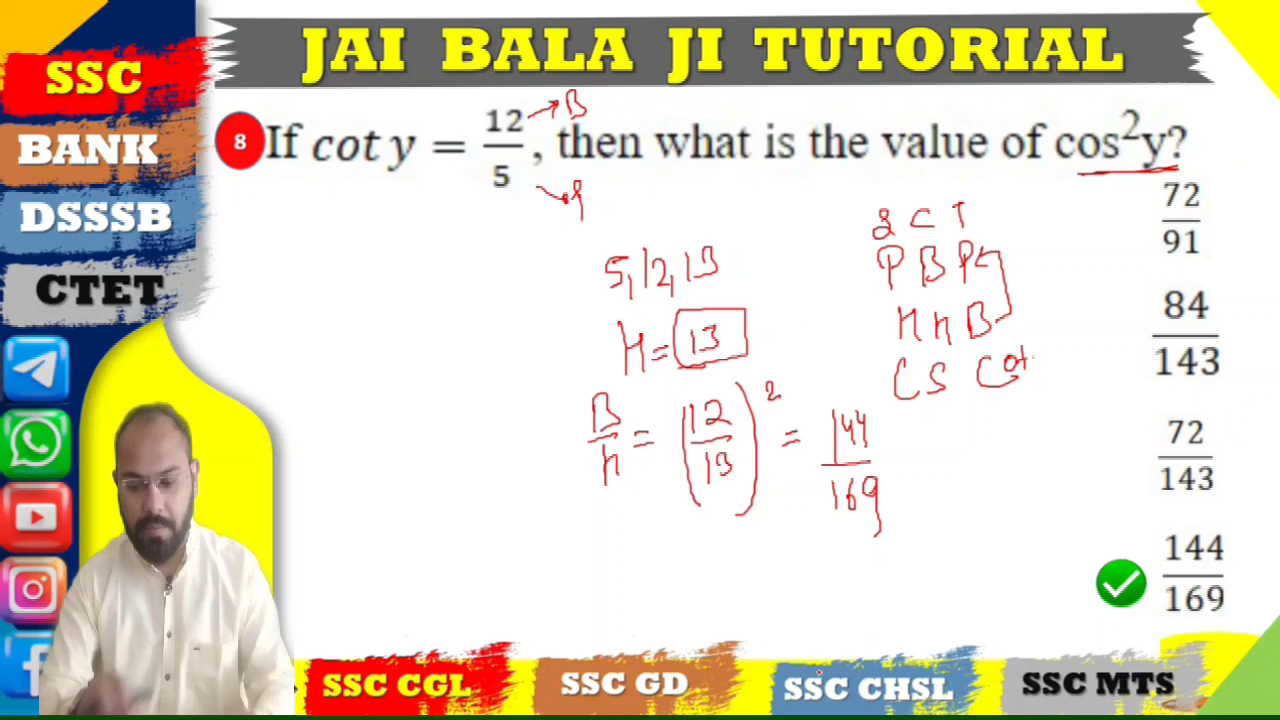 JAI BALA JI TUTORIAL
SSC
BANK
DSSSB
CTET
8 If cot y = 12/5, then what is the value of cos²y?
B
72/91
84/143
72/143
144/169
5, 12, 13
H = 13
B/h = (12/13)² = 144/169
C T
P B P
H h B
C S Cot
SSC CGL
SSC GD
SSC CHSL
SSC MTS